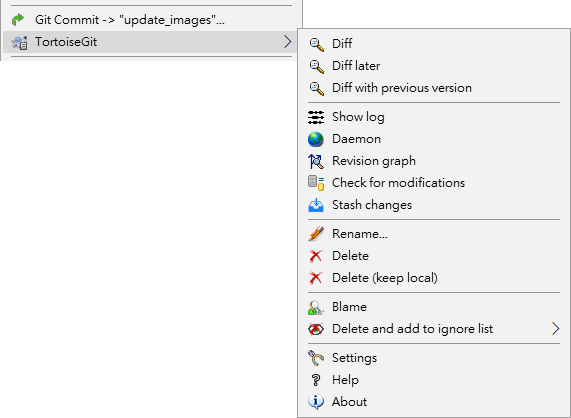 Git Commit -> "update_images"...
TortoiseGit
Diff
Diff later
Diff with previous version
Show log
Daemon
Revision graph
Check for modifications
Stash changes
Rename...
Delete
Delete (keep local)
Blame
Delete and add to ignore list
Settings
Help
About